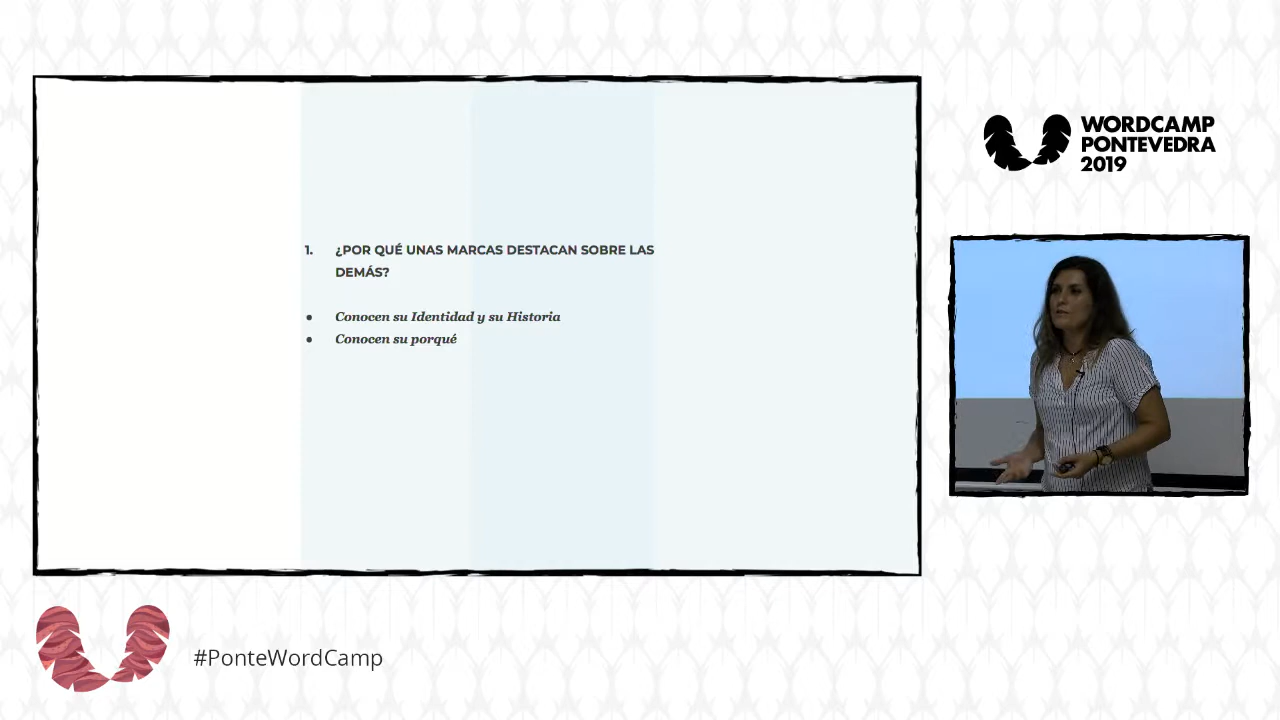 1. ¿POR QUÉ UNAS MARCAS DESTACAN SOBRE LAS
DEMÁS?
● Conocen su Identidad y su Historia
● Conocen su porqué
WORDCAMP
PONTEVEDRA
2019
#PonteWordCamp